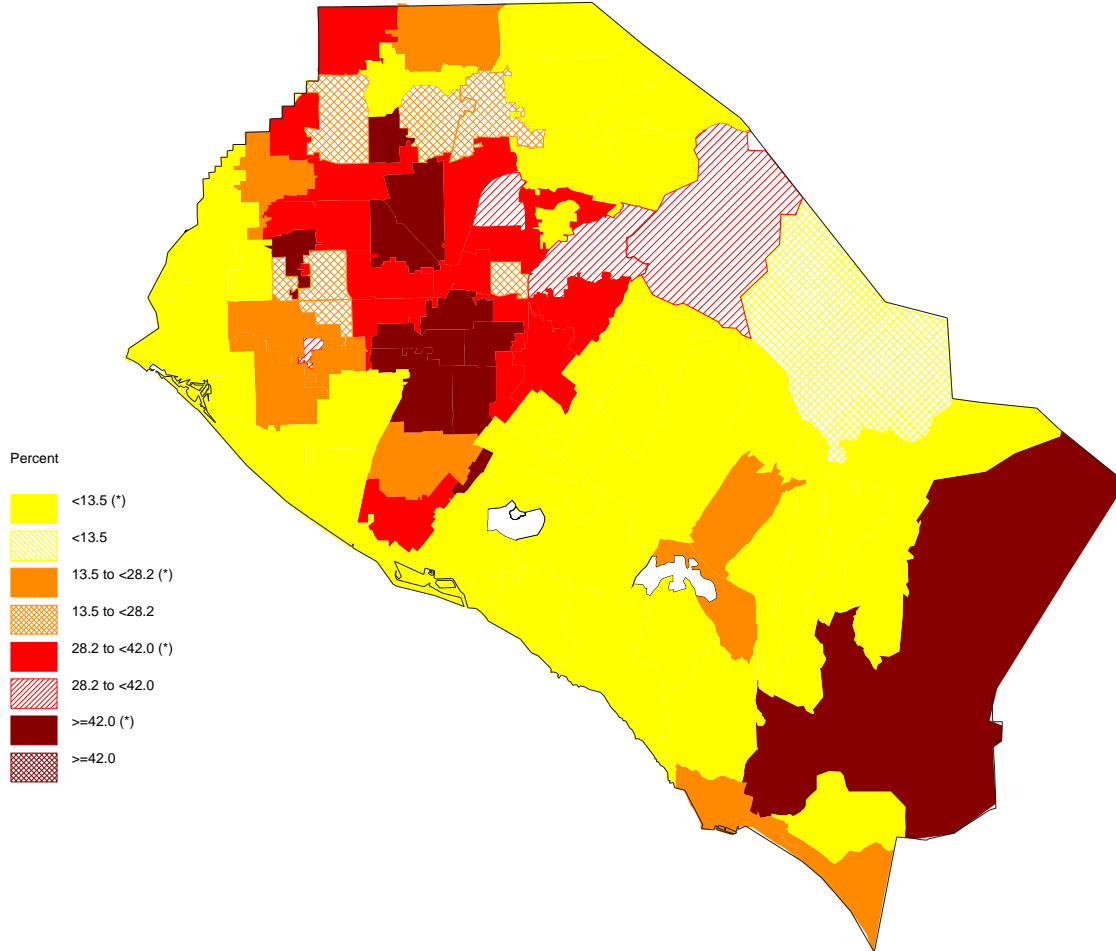 Percent
<13.5 (*)
<13.5
13.5 to <28.2 (*)
13.5 to <28.2
28.2 to <42.0 (*)
28.2 to <42.0
>=42.0 (*)
>=42.0